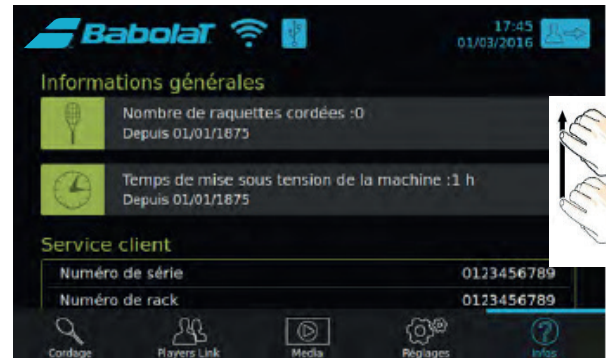 Babolat
17:45
01/03/2016
Informations générales
Nombre de raquettes cordées :0
Depuis 01/01/1875
Temps de mise sous tension de la machine :1 h
Depuis 01/01/1875
Service client
Numéro de série 0123456789
Numéro de rack 0123456789
Cordage Players Link Media Réglages Infos